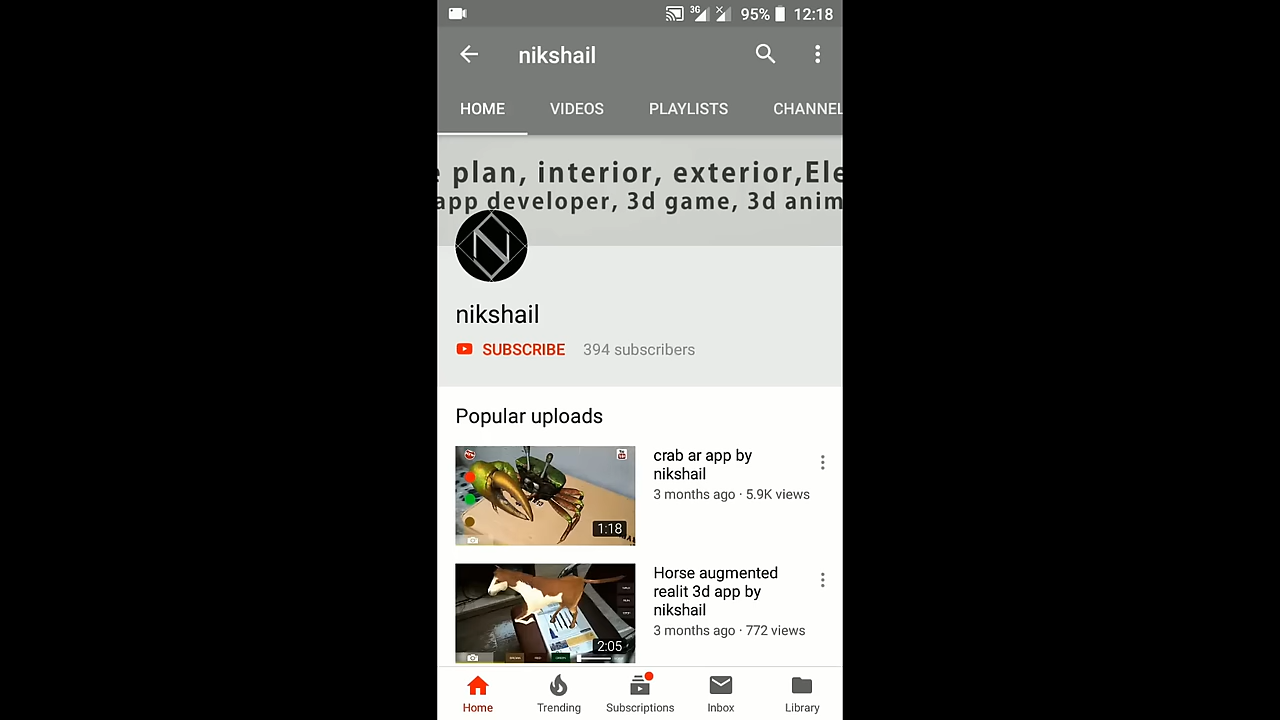 3G 95% 12:18
nikshail
HOME VIDEOS PLAYLISTS CHANNEL
plan, interior, exterior,Ele
app developer, 3d game, 3d anim
N
nikshail
SUBSCRIBE 394 subscribers
Popular uploads
crab ar app by
nikshail
3 months ago · 5.9K views
1:18
Horse augmented
realit 3d app by
nikshail
3 months ago · 772 views
2:05
Home Trending Subscriptions Inbox Library